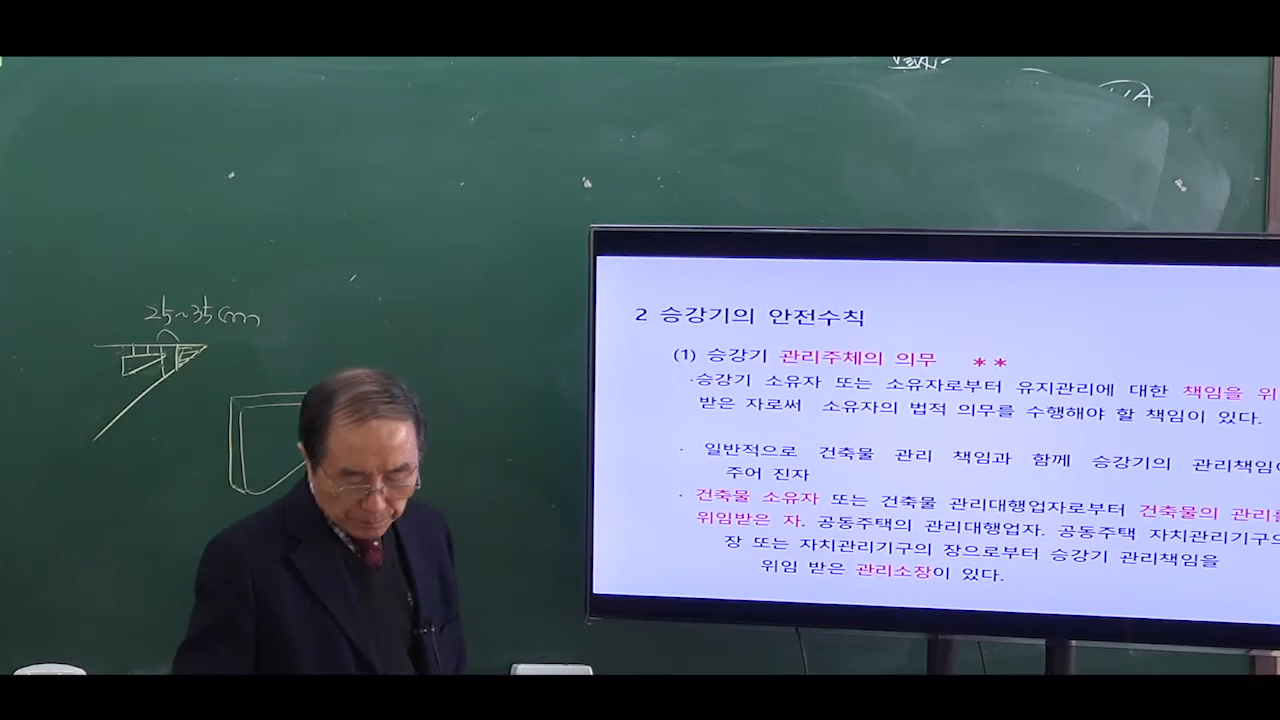 25~35cm
2 승강기의 안전수칙
(1) 승강기 관리주체의 의무 **
·승강기 소유자 또는 소유자로부터 유지관리에 대한 책임을 위
받은 자로써 소유자의 법적 의무를 수행해야 할 책임이 있다.
· 일반적으로 건축물 관리 책임과 함께 승강기의 관리책임이
주어 진자
· 건축물 소유자 또는 건축물 관리대행업자로부터 건축물의 관리를
위임받은 자. 공동주택의 관리대행업자. 공동주택 자치관리기구의
장 또는 자치관리기구의 장으로부터 승강기 관리책임을
위임 받은 관리소장이 있다.